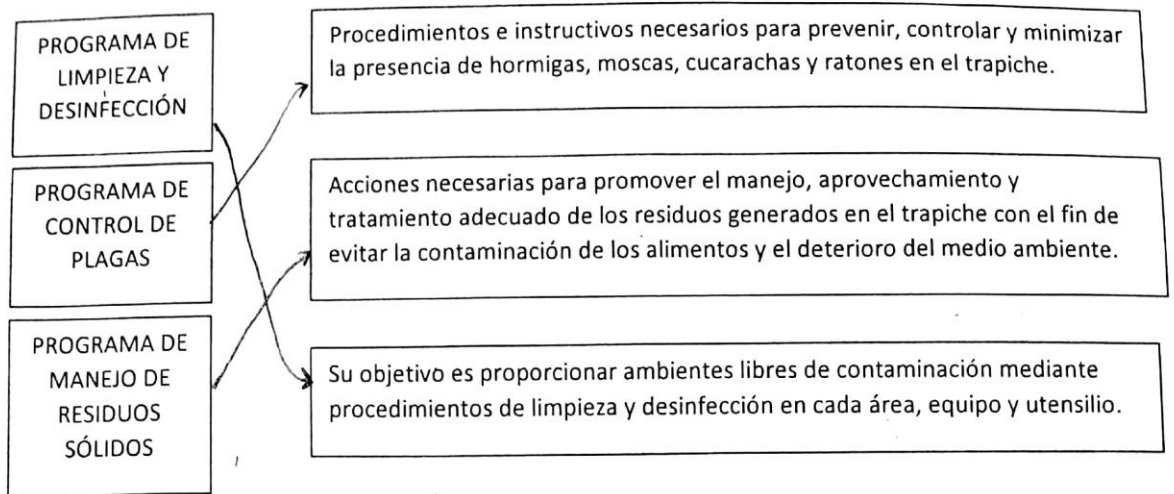 PROGRAMA DE
LIMPIEZA Y
DESINFECCIÓN
Procedimientos e instructivos necesarios para prevenir, controlar y minimizar
la presencia de hormigas, moscas, cucarachas y ratones en el trapiche.
PROGRAMA DE
CONTROL DE
PLAGAS
Acciones necesarias para promover el manejo, aprovechamiento y
tratamiento adecuado de los residuos generados en el trapiche con el fin de
evitar la contaminación de los alimentos y el deterioro del medio ambiente.
PROGRAMA DE
MANEJO DE
RESIDUOS
SÓLIDOS
Su objetivo es proporcionar ambientes libres de contaminación mediante
procedimientos de limpieza y desinfección en cada área, equipo y utensilio.